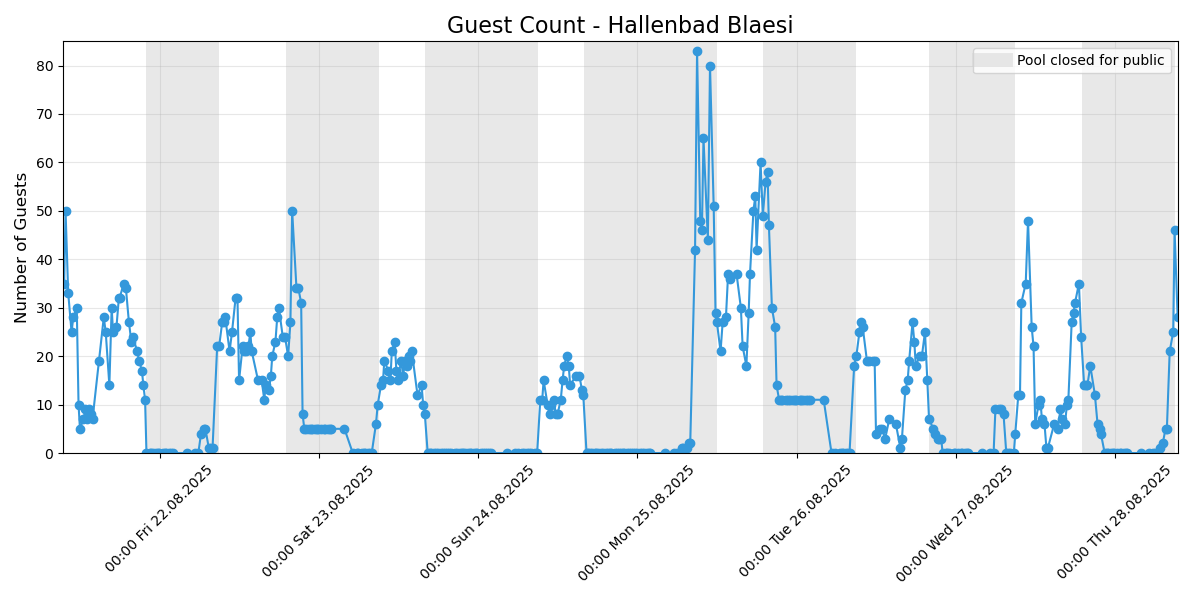 Guest Count - Hallenbad Blaesi
Pool closed for public
Number of Guests
80
70
60
50
40
30
20
10
0
00:00 Fri 22.08.2025
00:00 Sat 23.08.2025
00:00 Sun 24.08.2025
00:00 Mon 25.08.2025
00:00 Tue 26.08.2025
00:00 Wed 27.08.2025
00:00 Thu 28.08.2025